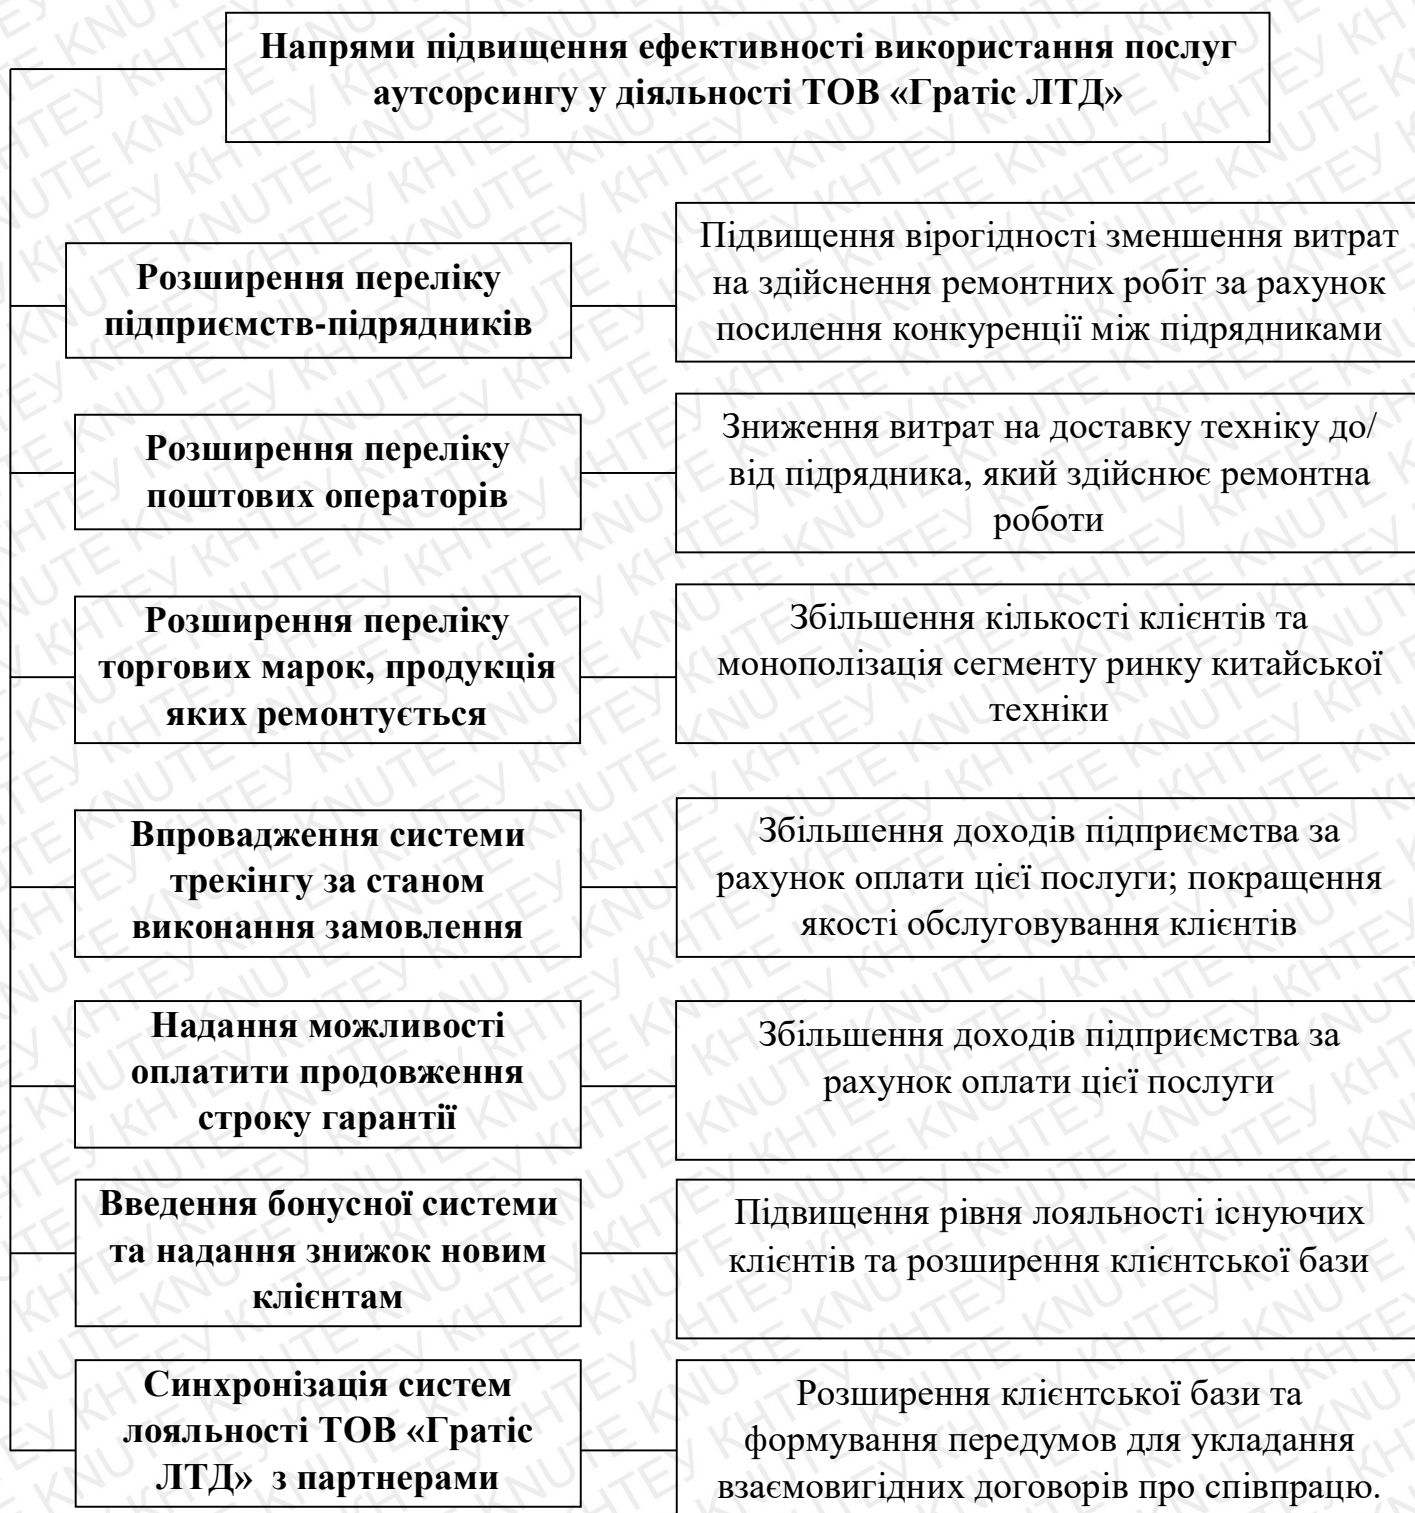 Напрями підвищення ефективності використання послуг
аутсорсингу у діяльності ТОВ «Гратіс ЛТД»
Розширення переліку
підприємств-підрядників
Підвищення вірогідності зменшення витрат
на здійснення ремонтних робіт за рахунок
посилення конкуренції між підрядниками
Розширення переліку
поштових операторів
Зниження витрат на доставку техніку до/
від підрядника, який здійснює ремонтна
роботи
Розширення переліку
торгових марок, продукція
яких ремонтується
Збільшення кількості клієнтів та
монополізація сегменту ринку китайської
техніки
Впровадження системи
трекінгу за станом
виконання замовлення
Збільшення доходів підприємства за
рахунок оплати цієї послуги; покращення
якості обслуговування клієнтів
Надання можливості
оплатити продовження
строку гарантії
Збільшення доходів підприємства за
рахунок оплати цієї послуги
Введення бонусної системи
та надання знижок новим
клієнтам
Підвищення рівня лояльності існуючих
клієнтів та розширення клієнтської бази
Синхронізація систем
лояльності ТОВ «Гратіс
ЛТД» з партнерами
Розширення клієнтської бази та
формування передумов для укладання
взаємовигідних договорів про співпрацю.